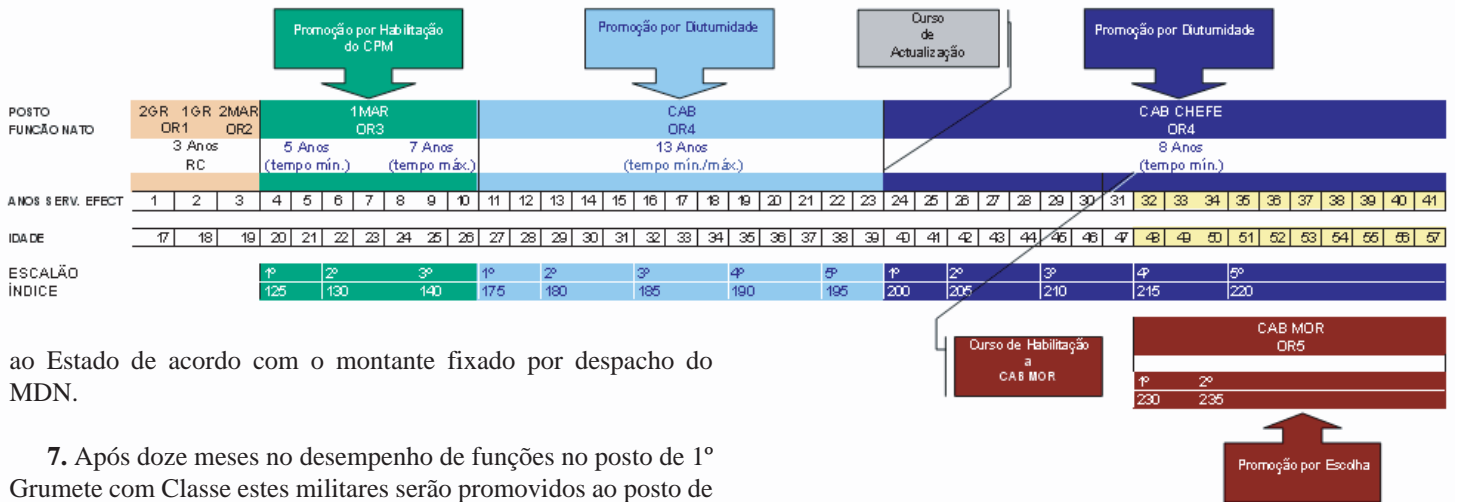 Promoção por Habilitação
do CPM
Promoção por Diuturnidade
Curso
de
Actualização
Promoção por Diuturnidade
POSTO 2GR 1GR 2MAR 1MAR CAB CAB CHEFE
FUNCÃO NATO OR1 OR2 OR3 OR4 OR4
3 Anos 5 Anos 7 Anos 13 Anos 8 Anos
RC (tempo mín.) (tempo máx.) (tempo mín./máx.) (tempo mín.)
ANOS SERV. EFECT 1 2 3 4 5 6 7 8 9 10 11 12 13 14 15 16 17 18 19 20 21 22 23 24 25 26 27 28 29 30 31 32 33 34 35 36 37 38 39 40 41
IDADE 17 18 19 20 21 22 23 24 25 26 27 28 29 30 31 32 33 34 35 36 37 38 39 40 41 42 43 44 45 46 47 48 49 50 51 52 53 54 55 56 57
ESCALÃO 1º 2º 3º 1º 2º 3º 4º 5º 1º 2º 3º 4º 5º
ÍNDICE 125 130 140 175 180 185 190 195 200 205 210 215 220
CAB MOR
OR5
1º 2º
230 235
Curso de Habilitação
a
CAB MOR
Promoção por Escolha
ao Estado de acordo com o montante fixado por despacho do
MDN.
7. Após doze meses no desempenho de funções no posto de 1º
Grumete com Classe estes militares serão promovidos ao posto de